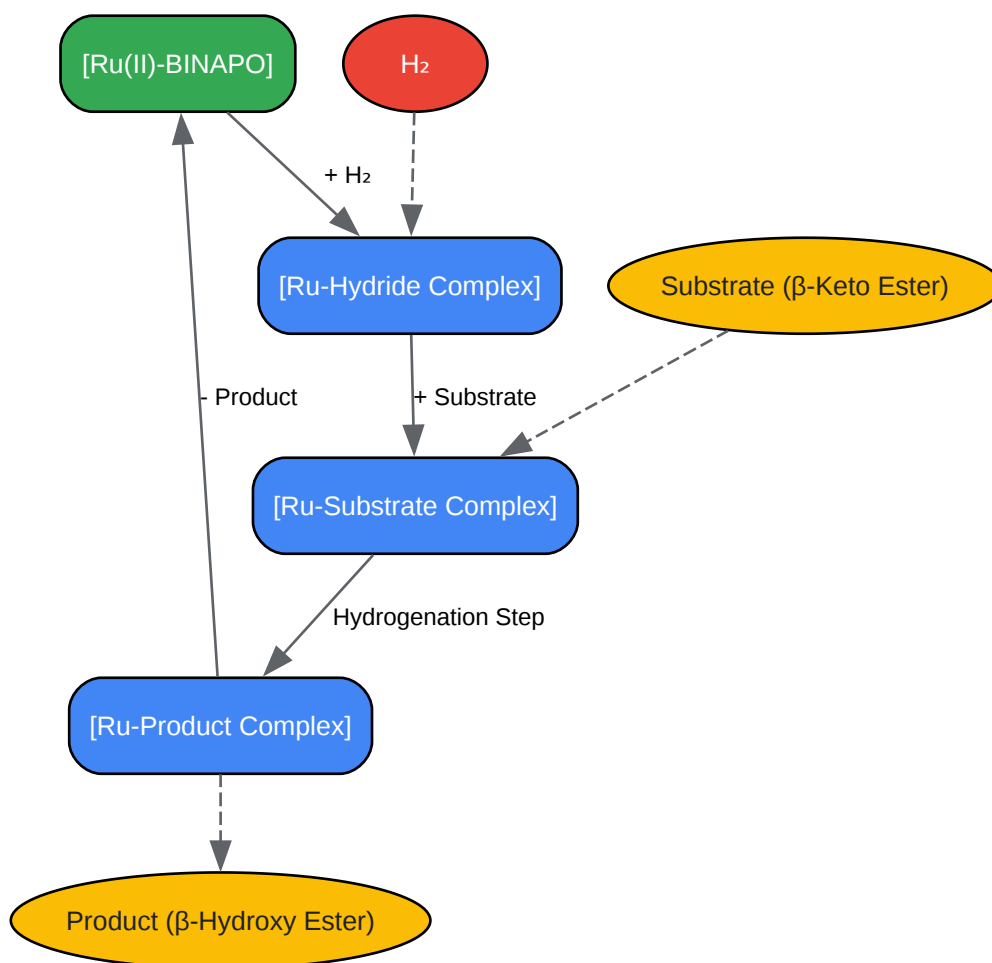 [Ru(II)-BINAPO]
H₂
+ H₂
[Ru-Hydride Complex]
Substrate (β-Keto Ester)
- Product
+ Substrate
[Ru-Substrate Complex]
Hydrogenation Step
[Ru-Product Complex]
Product (β-Hydroxy Ester)